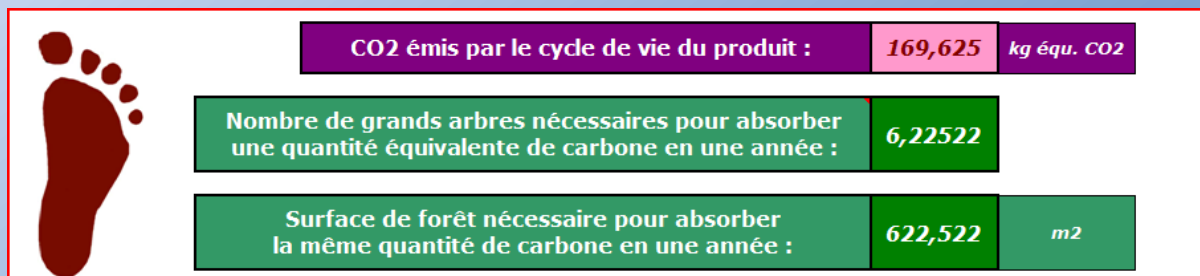 CO2 émis par le cycle de vie du produit : 169,625 kg équ. CO2
Nombre de grands arbres nécessaires pour absorber
une quantité équivalente de carbone en une année : 6,22522
Surface de forêt nécessaire pour absorber
la même quantité de carbone en une année : 622,522 m2